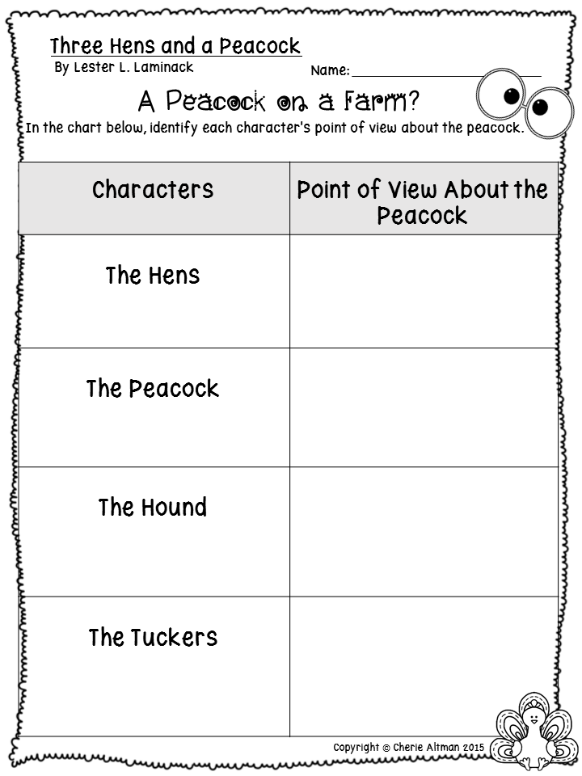 Three Hens and a Peacock
By Lester L. Laminack
Name:
A Peacock on a Farm?
In the chart below, identify each character's point of view about the peacock.
Characters
Point of View About the
Peacock
The Hens
The Peacock
The Hound
The Tuckers
Copyright © Cherie Altman 2015